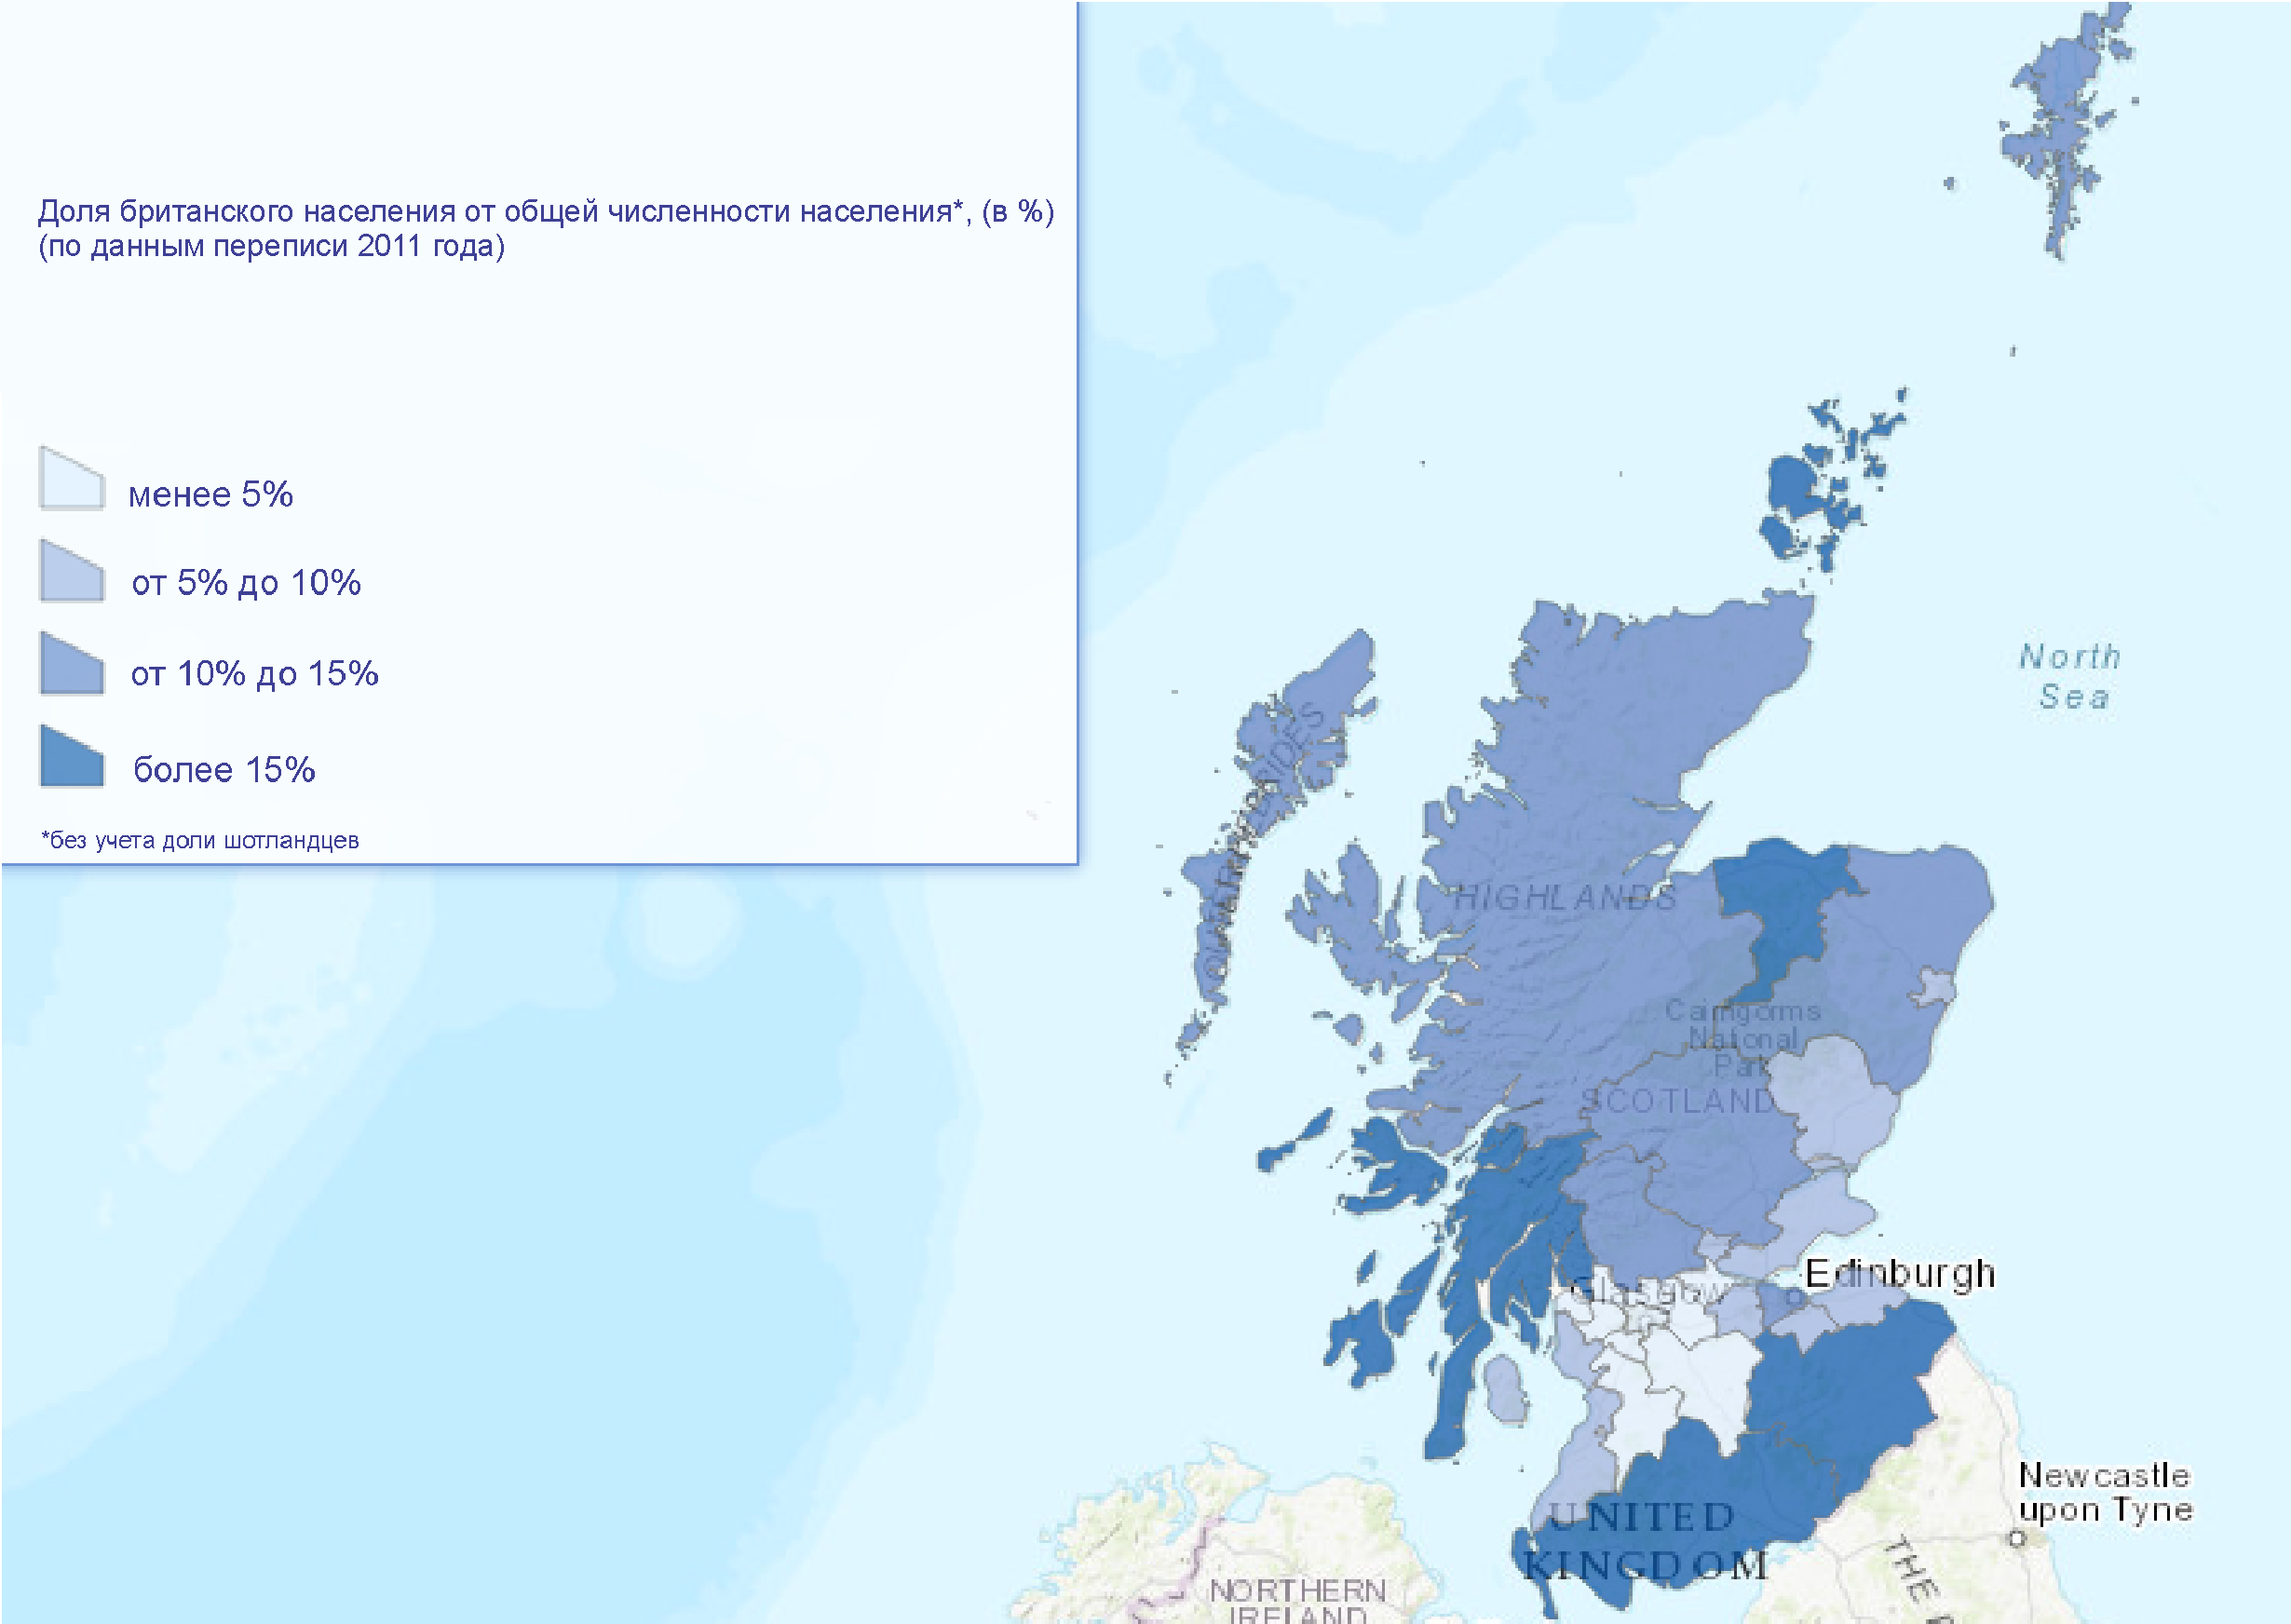 Доля британского населения от общей численности населения*, (в %)
(по данным переписи 2011 года)
менее 5%
от 5% до 10%
от 10% до 15%
более 15%
*без учета доли шотландцев
North
Sea
HIGHLANDS
Cairngorms
National
Park
SCOTLAND
Edinburgh
Glasgow
Newcastle
upon Tyne
UNITED
KINGDOM
NORTHERN
IRELAND
THE